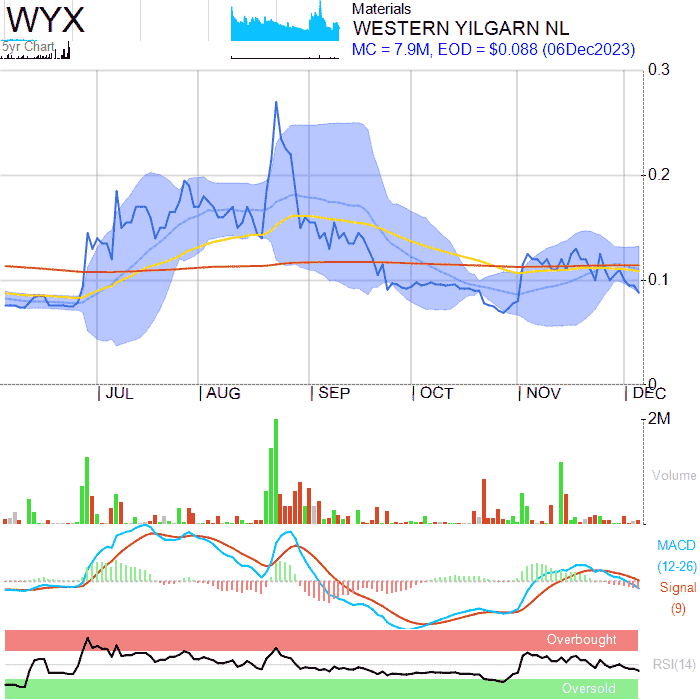 WYX
5yr Chart
Materials
WESTERN YILGARN NL
MC = 7.9M, EOD = $0.088 (06Dec2023)
0.3
0.2
0.1
0
JUL
AUG
SEP
OCT
NOV
DEC
2M
Volume
MACD
(12-26)
Signal
(9)
Overbought
RSI(14)
Oversold